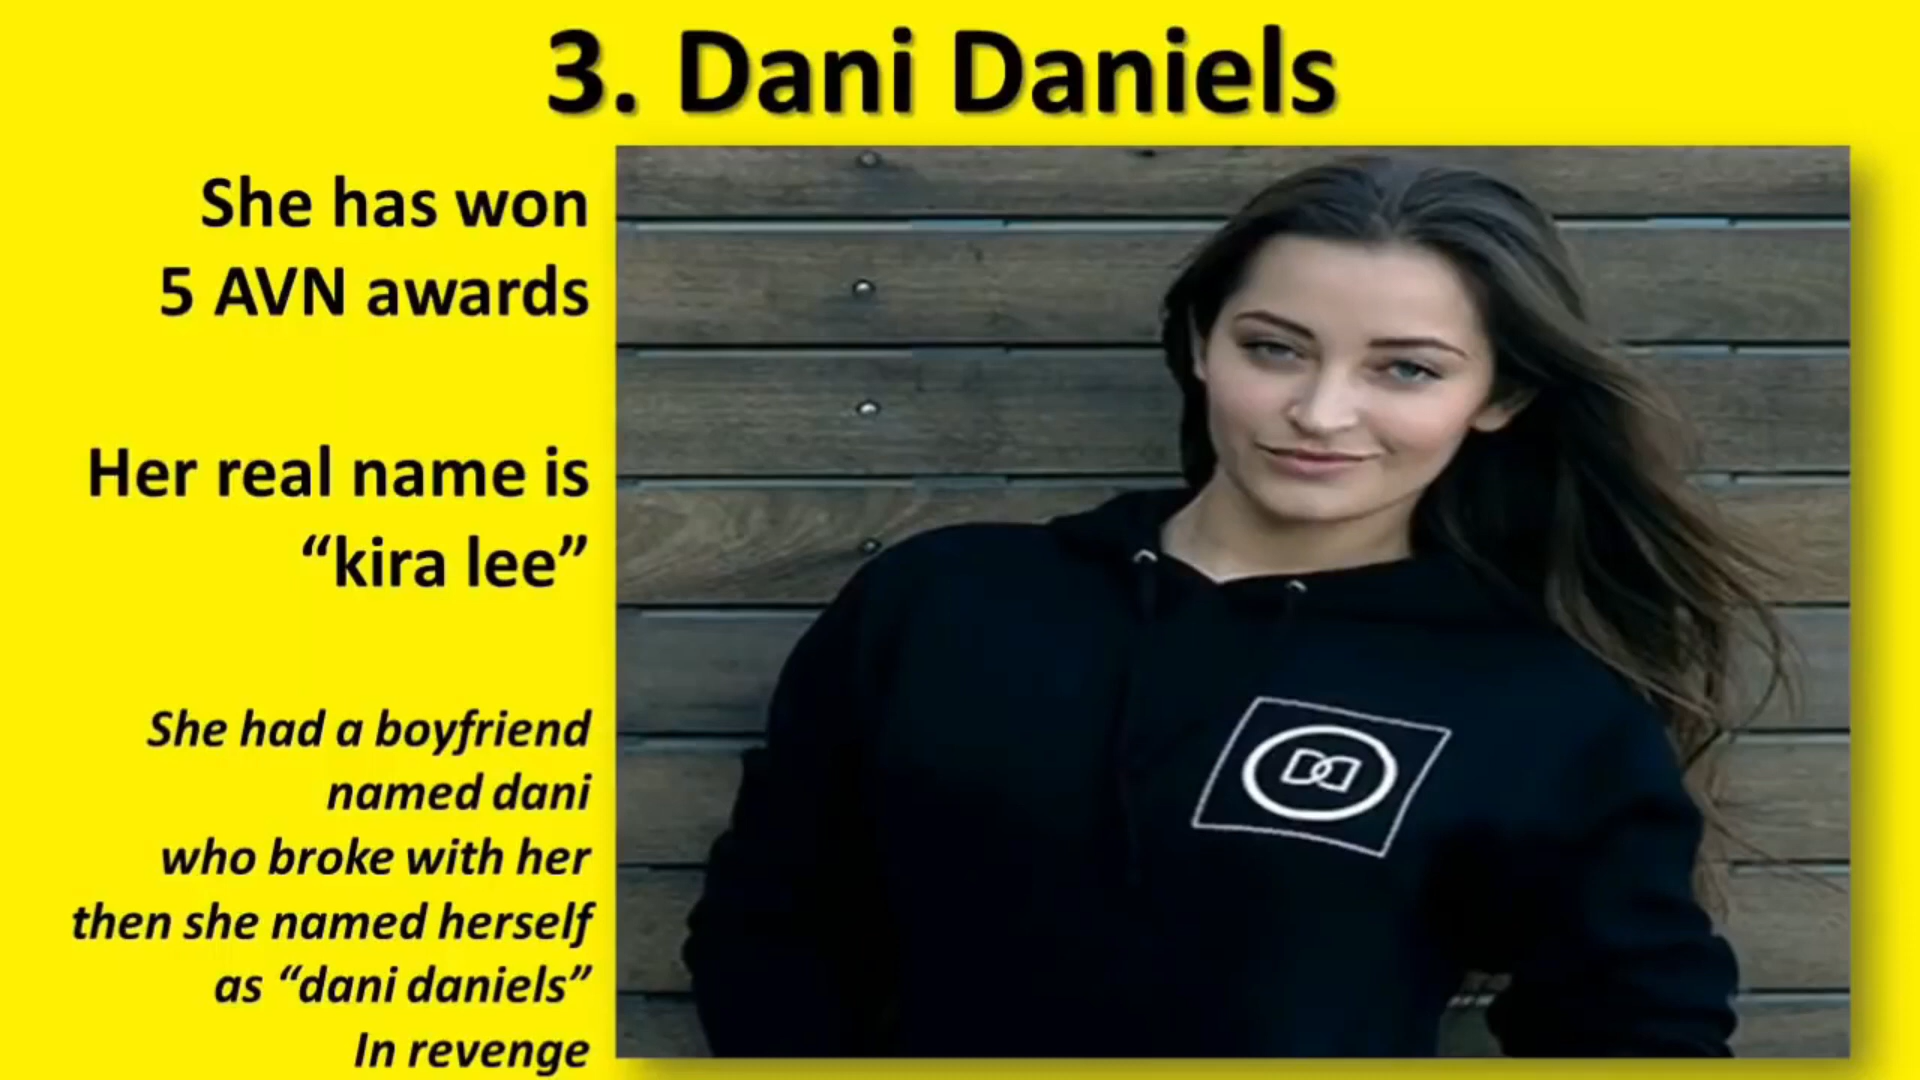 3. Dani Daniels
She has won
5 AVN awards
Her real name is
“kira lee”
She had a boyfriend
named dani
who broke with her
then she named herself
as “dani daniels”
In revenge
DD